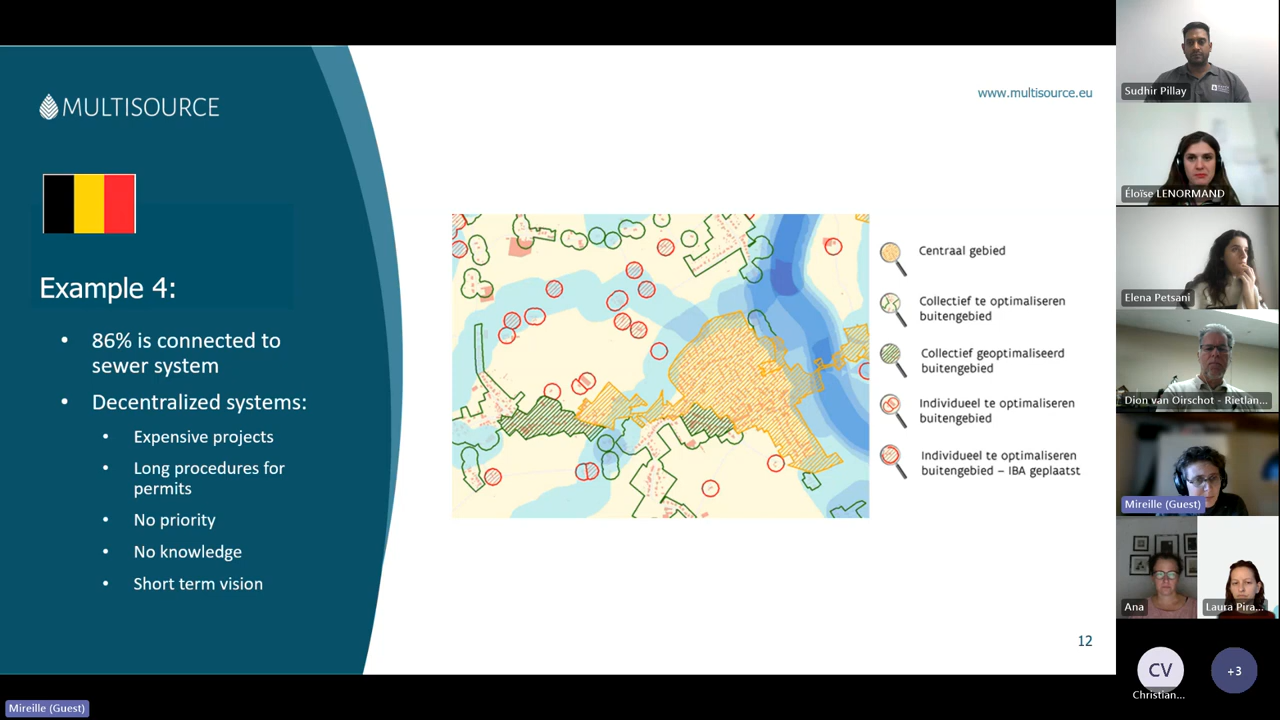 MULTISOURCE
www.multisource.eu
Example 4:
• 86% is connected to
sewer system
• Decentralized systems:
• Expensive projects
• Long procedures for
permits
• No priority
• No knowledge
• Short term vision
Centraal gebied
Collectief te optimaliseren
buitengebied
Collectief geoptimaliseerd
buitengebied
Individueel te optimaliseren
buitengebied
Individueel te optimaliseren
buitengebied – IBA geplaatst
12
Sudhir Pillay
Éloïse LENORMAND
Elena Petsani
Dion van Oirschot - Rietlan...
Mireille (Guest)
Ana
Laura Pira...
CV
Christian...
+3
Mireille (Guest)